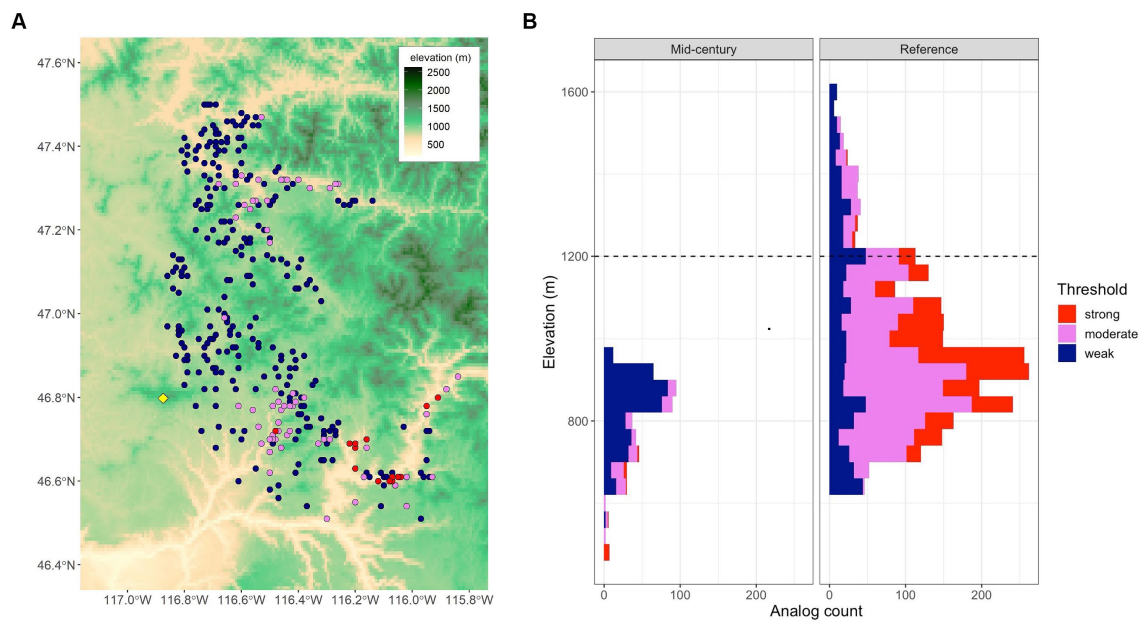 A
B
47.6°N
47.4°N
47.2°N
47.0°N
46.8°N
46.6°N
46.4°N
117.0°W
116.8°W
116.6°W
116.4°W
116.2°W
116.0°W
115.8°W
elevation (m)
2500
2000
1500
1000
500
Mid-century
Reference
Elevation (m)
1600
1200
800
0
100
200
0
100
200
Analog count
Threshold
strong
moderate
weak